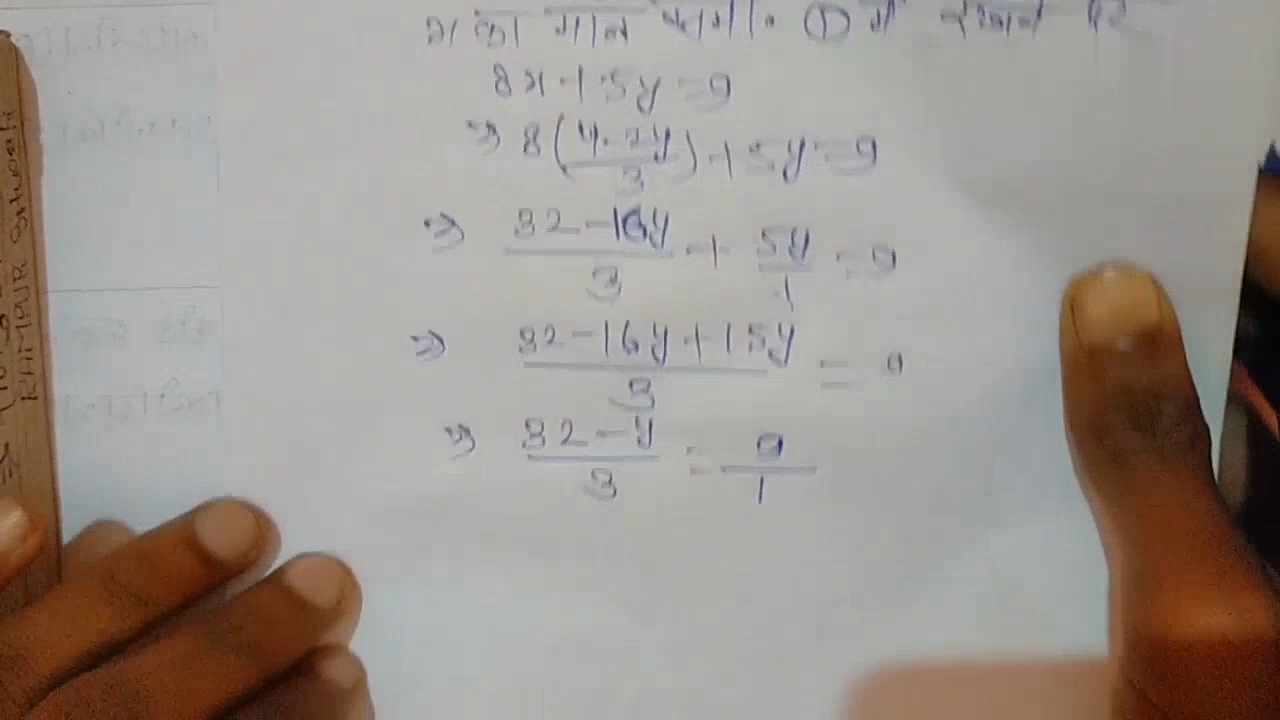 x का मान समी० ① में रखने पर
8x + 5y = 9
⇒ 8(4-2y/3) + 5y = 9
⇒ 32-16y/3 + 5y/1 = 9
⇒ 32-16y+15y/3 = 9
⇒ 32-y/3 = 9/1
RAMPUR